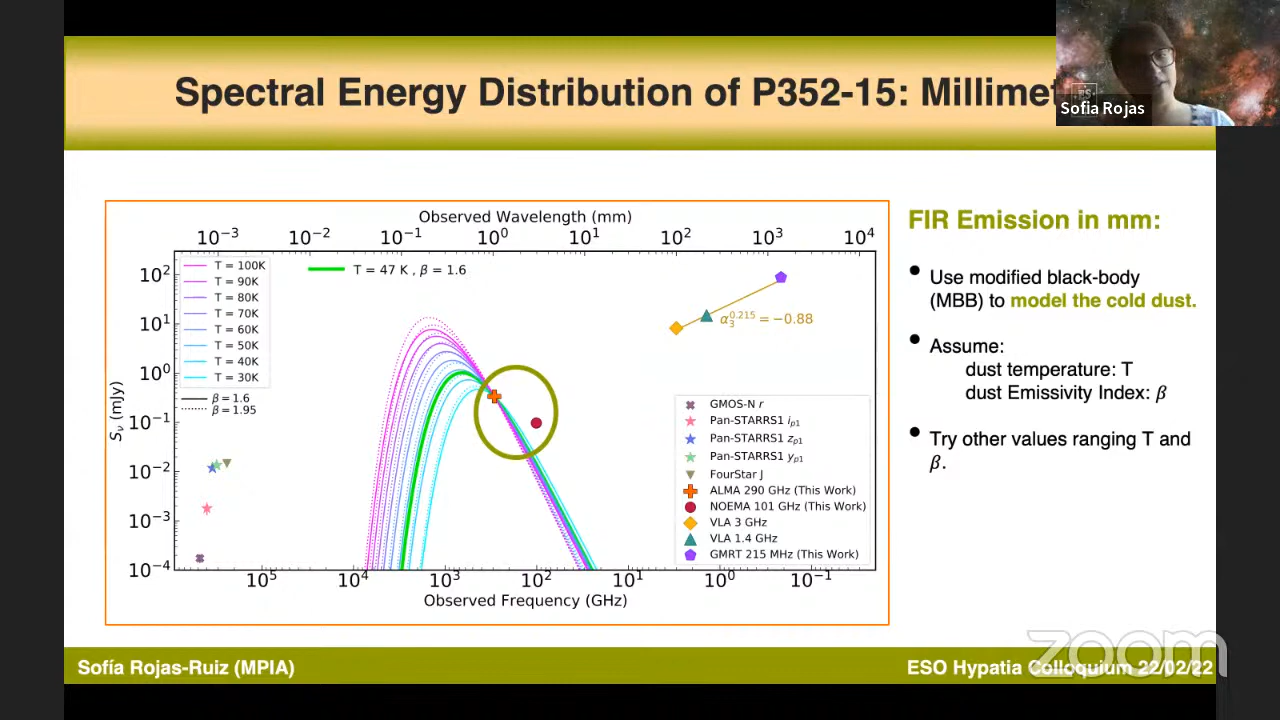 Spectral Energy Distribution of P352-15: Millimet
Sofia Rojas
Observed Wavelength (mm)
10⁻³ 10⁻² 10⁻¹ 10⁰ 10¹ 10² 10³ 10⁴
T = 100K
T = 90K
T = 80K
T = 70K
T = 60K
T = 50K
T = 40K
T = 30K
β = 1.6
β = 1.95
T = 47 K , β = 1.6
α₃⁰·²¹⁵ = −0.88
10²
10¹
10⁰
10⁻¹
10⁻²
10⁻³
10⁻⁴
Sν (mJy)
GMOS-N r
Pan-STARRS1 iₚ₁
Pan-STARRS1 zₚ₁
Pan-STARRS1 yₚ₁
FourStar J
ALMA 290 GHz (This Work)
NOEMA 101 GHz (This Work)
VLA 3 GHz
VLA 1.4 GHz
GMRT 215 MHz (This Work)
10⁵ 10⁴ 10³ 10² 10¹ 10⁰ 10⁻¹
Observed Frequency (GHz)
FIR Emission in mm:
• Use modified black-body
(MBB) to model the cold dust.
• Assume:
dust temperature: T
dust Emissivity Index: β
• Try other values ranging T and
β.
zoom
Sofía Rojas-Ruiz (MPIA)
ESO Hypatia Colloquium 22/02/22